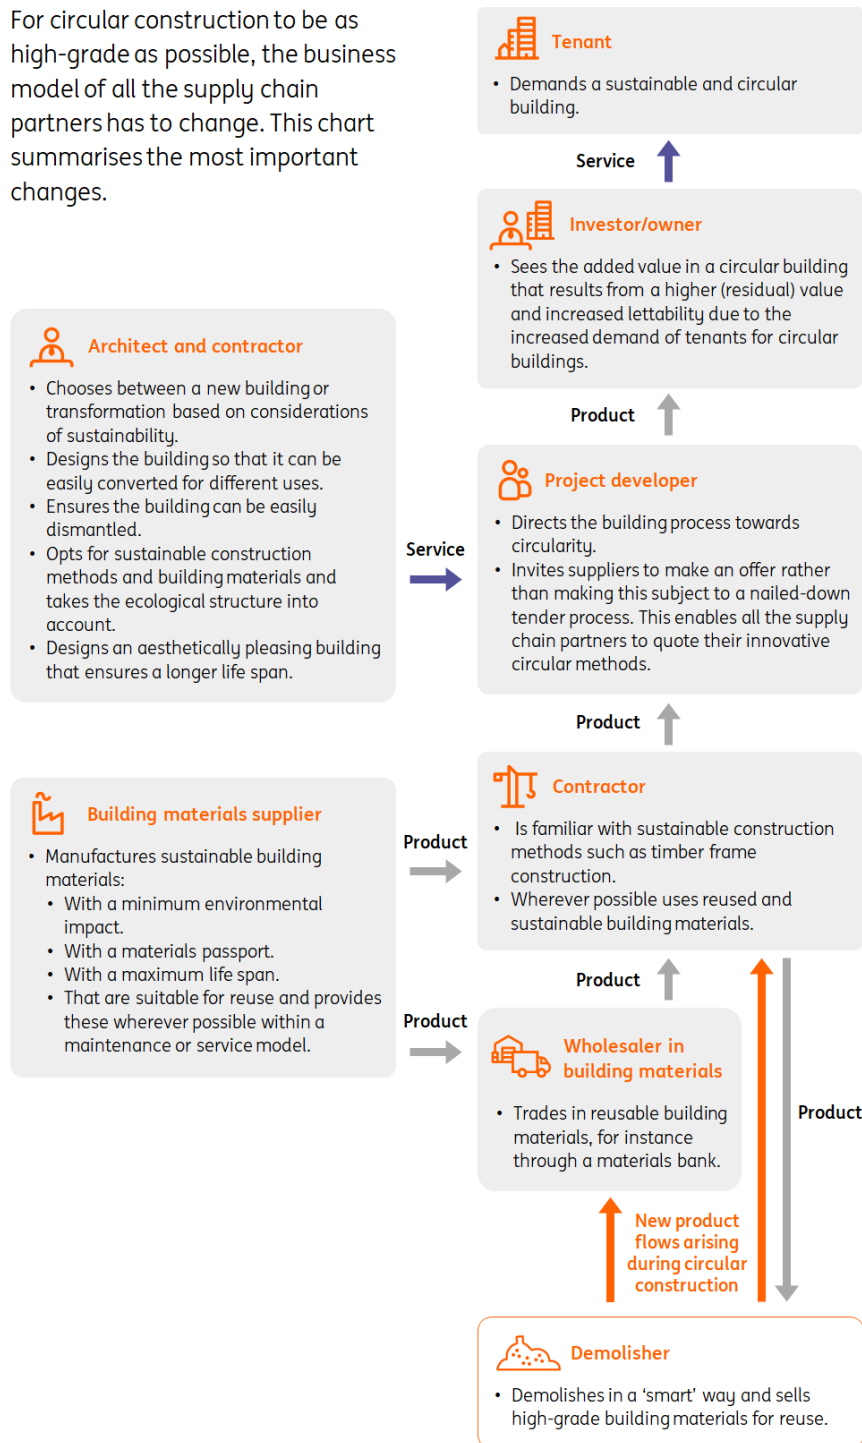 For circular construction to be as
high-grade as possible, the business
model of all the supply chain
partners has to change. This chart
summarises the most important
changes.
Tenant
• Demands a sustainable and circular
building.
Service
Investor/owner
• Sees the added value in a circular building
that results from a higher (residual) value
and increased lettability due to the
increased demand of tenants for circular
buildings.
Product
Architect and contractor
• Chooses between a new building or
transformation based on considerations
of sustainability.
• Designs the building so that it can be
easily converted for different uses.
• Ensures the building can be easily
dismantled.
• Opts for sustainable construction
methods and building materials and
takes the ecological structure into
account.
• Designs an aesthetically pleasing building
that ensures a longer life span.
Service
Project developer
• Directs the building process towards
circularity.
• Invites suppliers to make an offer rather
than making this subject to a nailed-down
tender process. This enables all the supply
chain partners to quote their innovative
circular methods.
Product
Building materials supplier
• Manufactures sustainable building
materials:
• With a minimum environmental
impact.
• With a materials passport.
• With a maximum life span.
• That are suitable for reuse and provides
these wherever possible within a
maintenance or service model.
Product
Product
Contractor
• Is familiar with sustainable construction
methods such as timber frame
construction.
• Wherever possible uses reused and
sustainable building materials.
Product
Wholesaler in
building materials
• Trades in reusable building
materials, for instance
through a materials bank.
Product
New product
flows arising
during circular
construction
Demolisher
• Demolishes in a ‘smart’ way and sells
high-grade building materials for reuse.